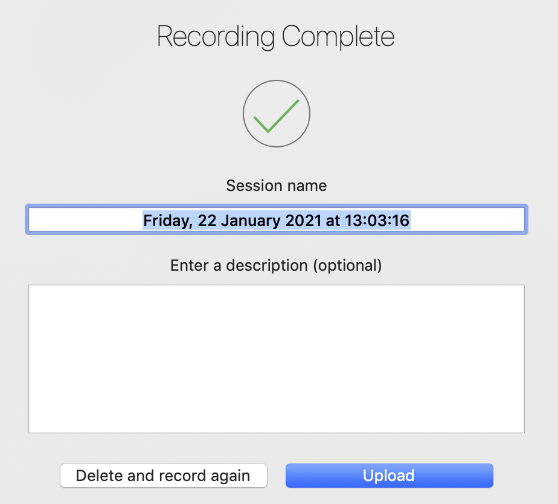 Recording Complete
Session name
Friday, 22 January 2021 at 13:03:16
Enter a description (optional)
Delete and record again
Upload